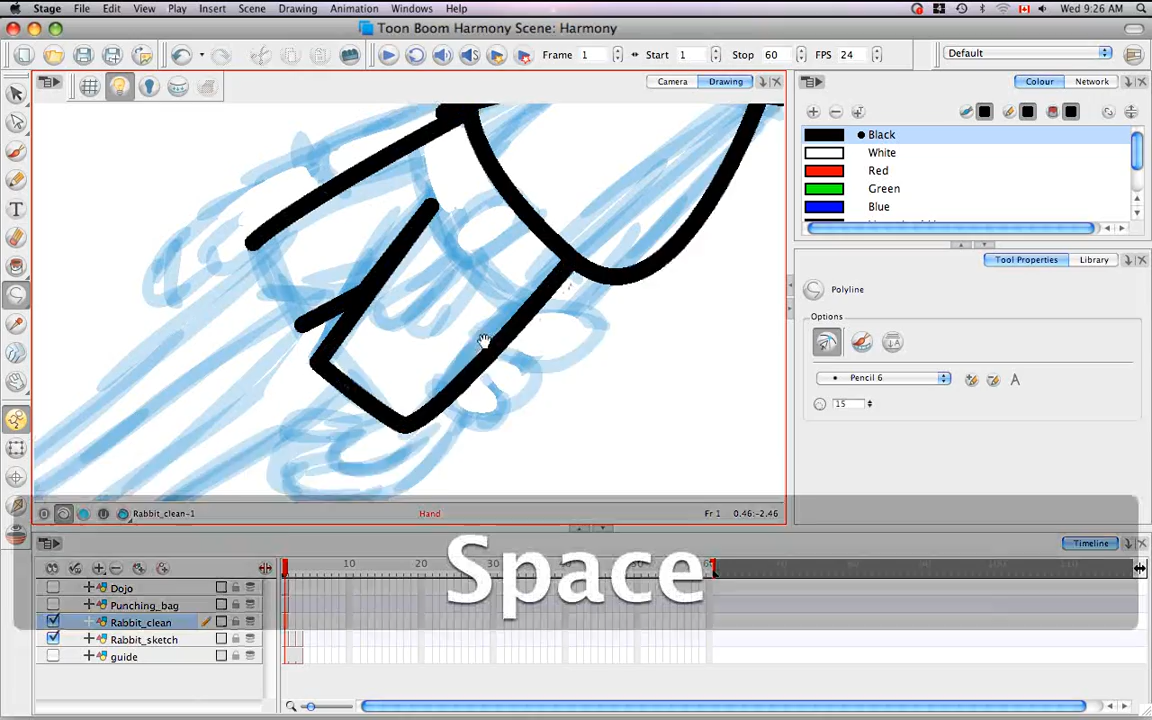 Stage File Edit View Play Insert Scene Drawing Animation Windows Help
Wed 9:26 AM
Toon Boom Harmony Scene: Harmony
Frame 1 Start 1 Stop 60 FPS 24
Default
Camera Drawing
Colour Network
Black
White
Red
Green
Blue
Tool Properties Library
Polyline
Options
Pencil 6
A
15
T
Rabbit_clean-1 Hand Fr 1 0.46:-2.46
Space
Timeline
10 20 30 40 50 60
Dojo
Punching_bag
Rabbit_clean
Rabbit_sketch
guide